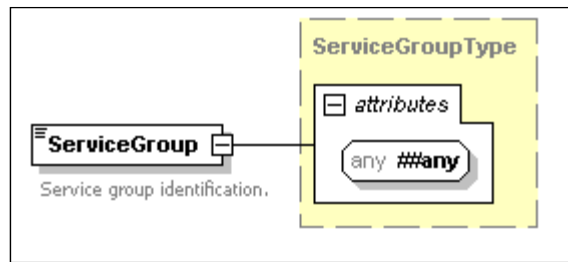 ServiceGroupType
attributes
ServiceGroup
any ##any
Service group identification.